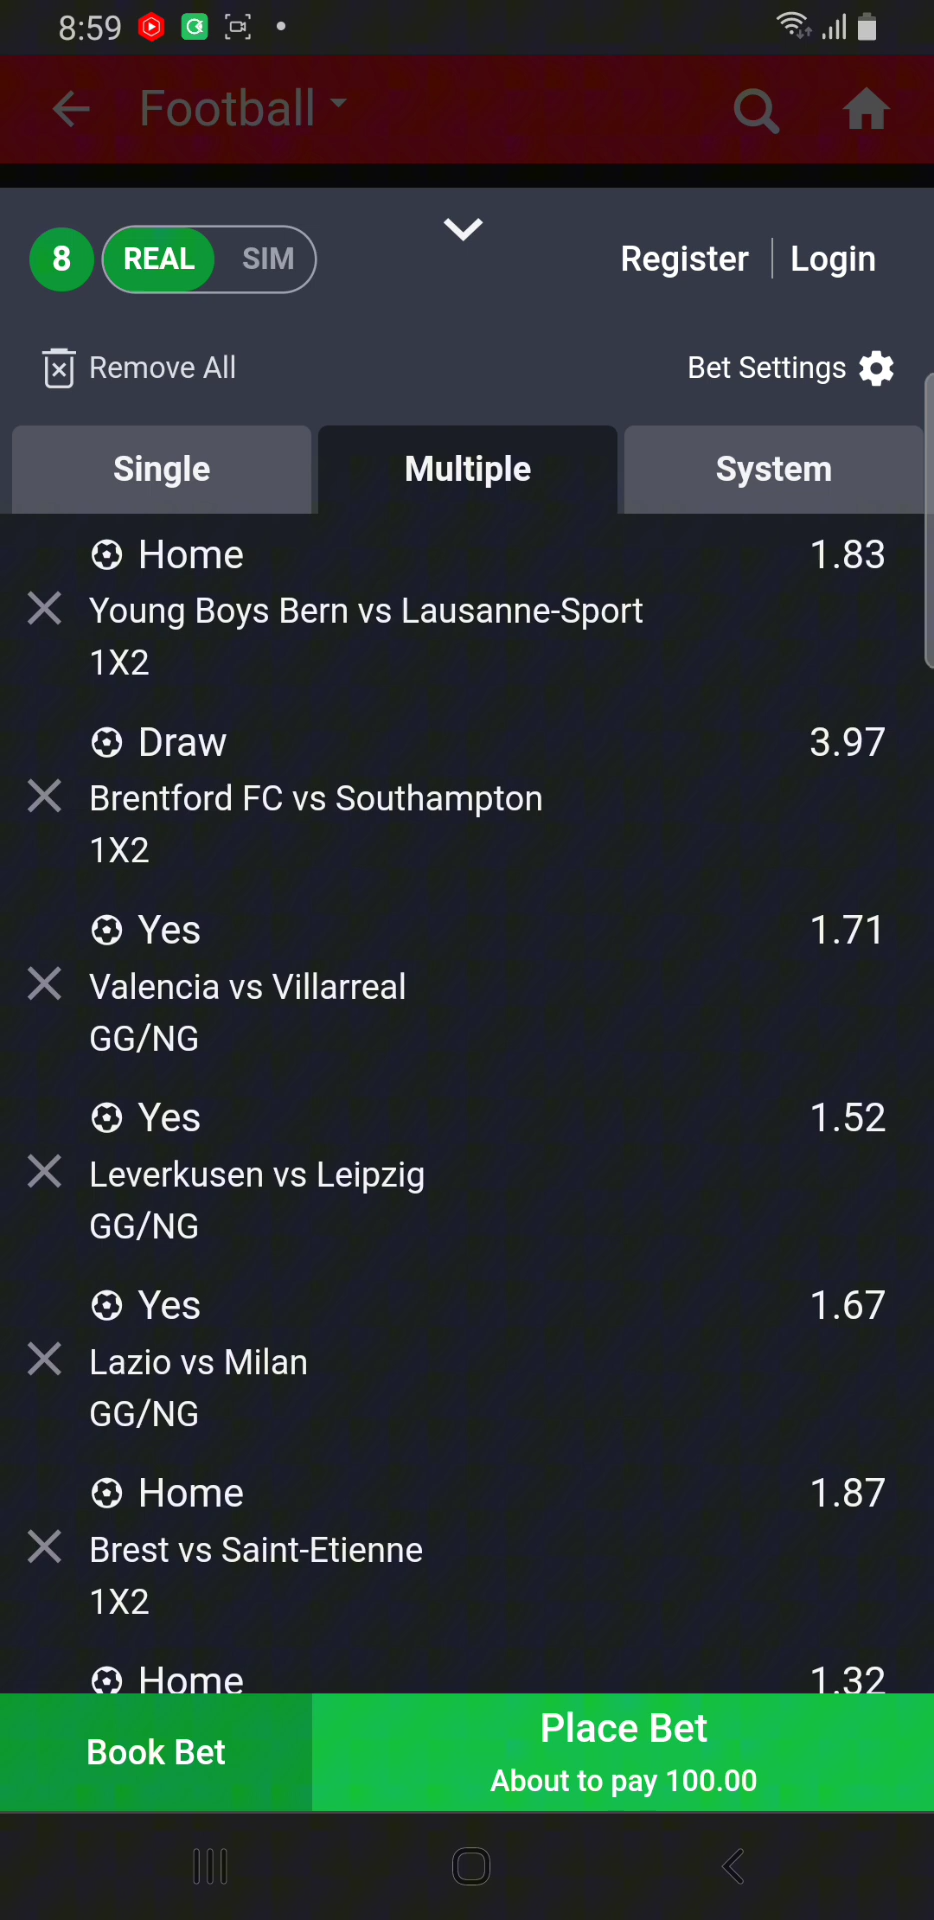 8:59
Football
8 REAL SIM Register Login
Remove All Bet Settings
Single Multiple System
Home 1.83
Young Boys Bern vs Lausanne-Sport
1X2
Draw 3.97
Brentford FC vs Southampton
1X2
Yes 1.71
Valencia vs Villarreal
GG/NG
Yes 1.52
Leverkusen vs Leipzig
GG/NG
Yes 1.67
Lazio vs Milan
GG/NG
Home 1.87
Brest vs Saint-Etienne
1X2
Home 1.32
Book Bet Place Bet
About to pay 100.00